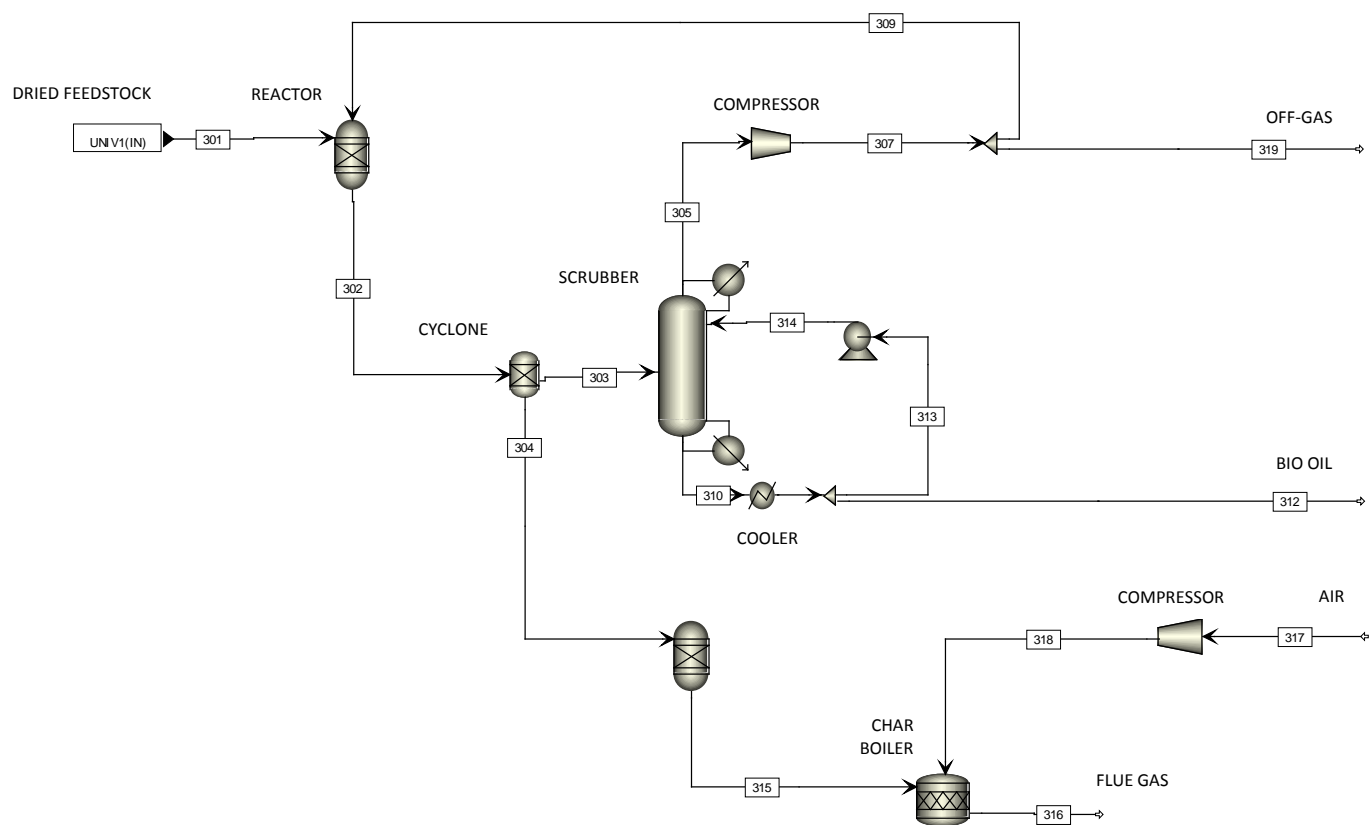 309
DRIED FEEDSTOCK
REACTOR
COMPRESSOR
OFF-GAS
UNIV1(IN)
301
307
319
305
302
SCRUBBER
CYCLONE
314
303
313
304
BIO OIL
310
312
COOLER
COMPRESSOR
AIR
318
317
CHAR
BOILER
315
FLUE GAS
316